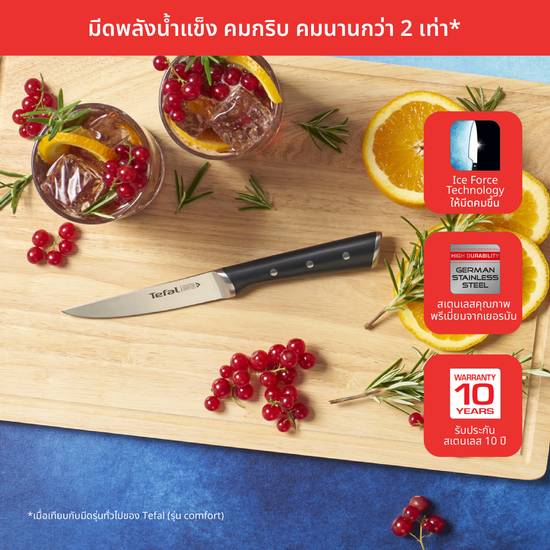 มีดพลังน้ำแข็ง คมกริบ คมนานกว่า 2 เท่า*
Ice Force
Technology
ให้มีดคมขึ้น
Tefal
HIGH DURABILITY
GERMAN
STAINLESS
STEEL
สเตนเลสคุณภาพ
พรีเมียมจากเยอรมัน
WARRANTY
10
YEARS
รับประกัน
สเตนเลส 10 ปี
*เมื่อเทียบกับมีดรุ่นทั่วไปของ Tefal (รุ่น comfort)